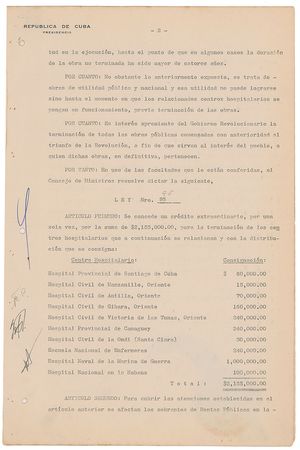 REPUBLICA DE CUBA
PRESIDENCIA
- 2 -
tud en la ejecución, hasta el punto de que en algunos casos la duración
de la obra no terminada ha sido mayor de catorce años.
POR CUANTO: No obstante lo anteriormente expuesto, se trata de
obras de utilidad pública y nacional y esa utilidad no puede lograrse
sino hasta el momento en que los relacionados centros hospitalarios se
pongan en funcionamiento, previa terminación de las obras.
POR CUANTO: Es interés apremiante del Gobierno Revolucionario la
terminación de todas las obras públicas comenzadas con anterioridad al
triunfo de la Revolución, a fin de que sirvan al interés del pueblo, a
quien dichas obras, en definitiva, pertenecen.
POR TANTO: En uso de las facultades que le están conferidas, el
Consejo de Ministros resuelve dictar la siguiente,
95
L E Y Nro.
ARTICULO PRIMERO: Se concede un crédito extraordinario, por una
sola vez, por la suma de $2,155,000.00, para la terminación de los cen
tros hospitalarios que a continuación se relacionan y con la distribu-
ción que se consigna:
Centro Hospitalario: Consignación:
Hospital Provincial de Santiago de Cuba $ 80,000.00
Hospital Civil de Manzanillo, Oriente 15,000.00
Hospital Civil de Antilla, Oriente 70,000.00
Hospital Civil de Gibara, Oriente 160,000.00
Hospital Civil de Victoria de las Tunas, Oriente 240,000.00
Hospital Provincial de Camaguey 240,000.00
Hospital Civil de la Ondi (Santa Clara) 30,000.00
Escuela Nacional de Enfermeras 240,000.00
Hospital Naval de la Marina de Guerra 1,000,000.00
Hospital Nacional en la Habana 100,000.00
T o t a l : $2,155,000.00
ARTICULO SEGUNDO: Para cubrir las atenciones establecidas en el
artículo anterior se afectan los sobrantes de Rentas Públicas en la-